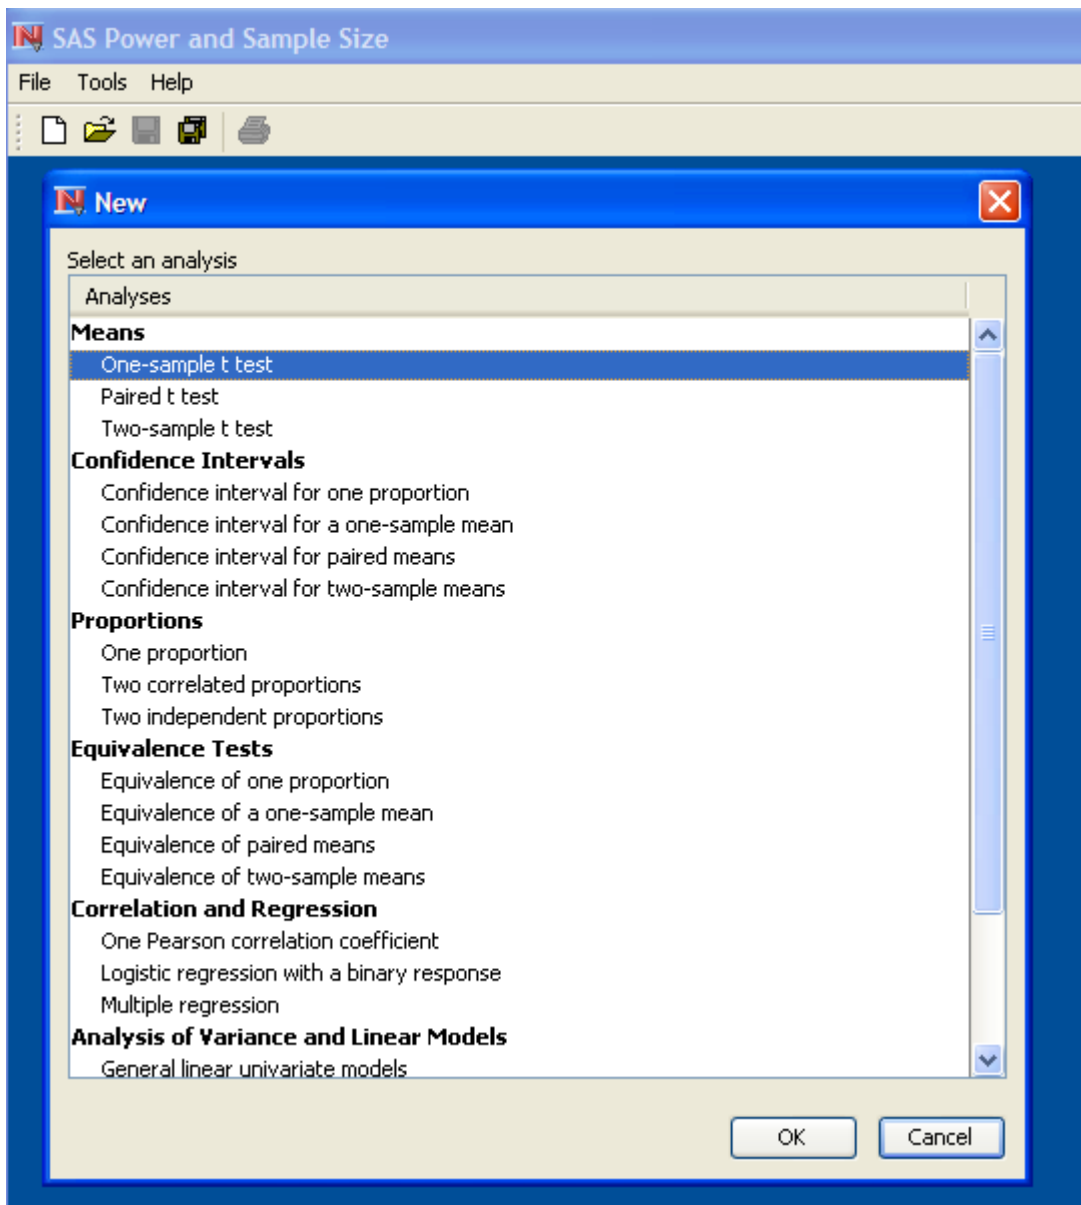 SAS Power and Sample Size
File Tools Help
New
Select an analysis
Analyses
Means
One-sample t test
Paired t test
Two-sample t test
Confidence Intervals
Confidence interval for one proportion
Confidence interval for a one-sample mean
Confidence interval for paired means
Confidence interval for two-sample means
Proportions
One proportion
Two correlated proportions
Two independent proportions
Equivalence Tests
Equivalence of one proportion
Equivalence of a one-sample mean
Equivalence of paired means
Equivalence of two-sample means
Correlation and Regression
One Pearson correlation coefficient
Logistic regression with a binary response
Multiple regression
Analysis of Variance and Linear Models
General linear univariate models
OK Cancel